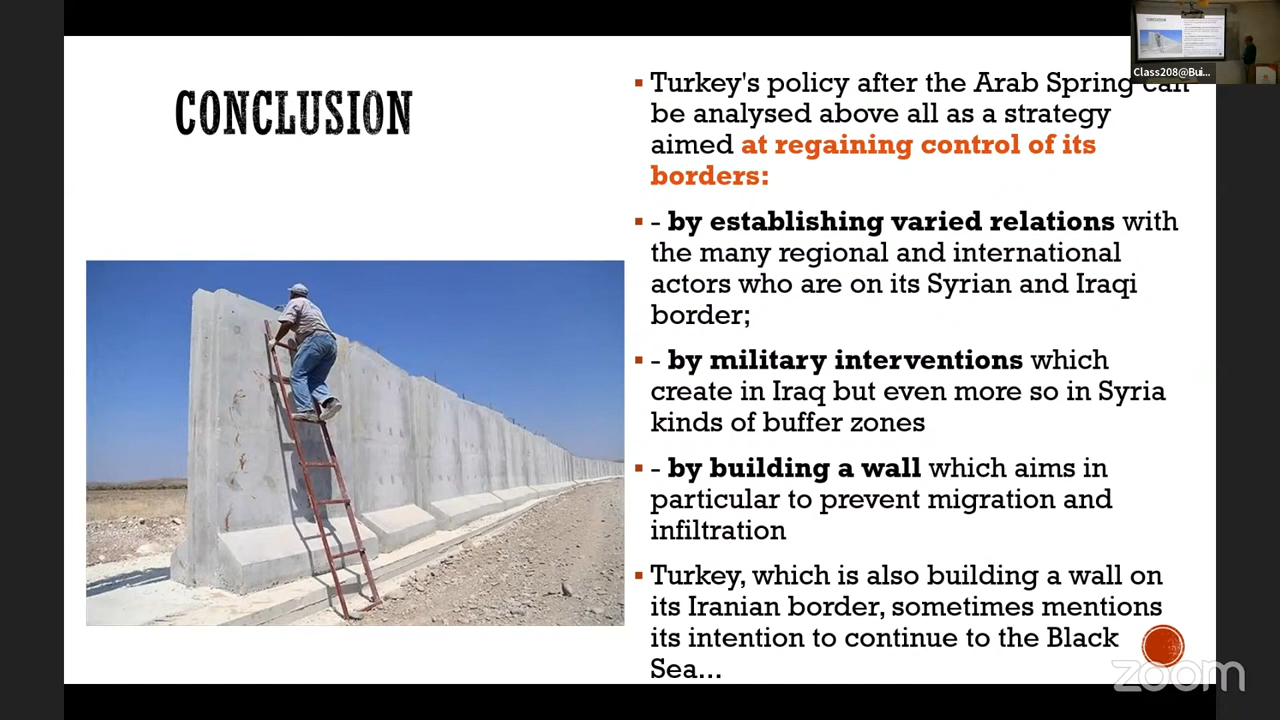 CONCLUSION
▪ Turkey's policy after the Arab Spring can
be analysed above all as a strategy
aimed at regaining control of its
borders:
▪ - by establishing varied relations with
the many regional and international
actors who are on its Syrian and Iraqi
border;
▪ - by military interventions which
create in Iraq but even more so in Syria
kinds of buffer zones
▪ - by building a wall which aims in
particular to prevent migration and
infiltration
▪ Turkey, which is also building a wall on
its Iranian border, sometimes mentions
its intention to continue to the Black
Sea...
Class208@Bui...
zoom